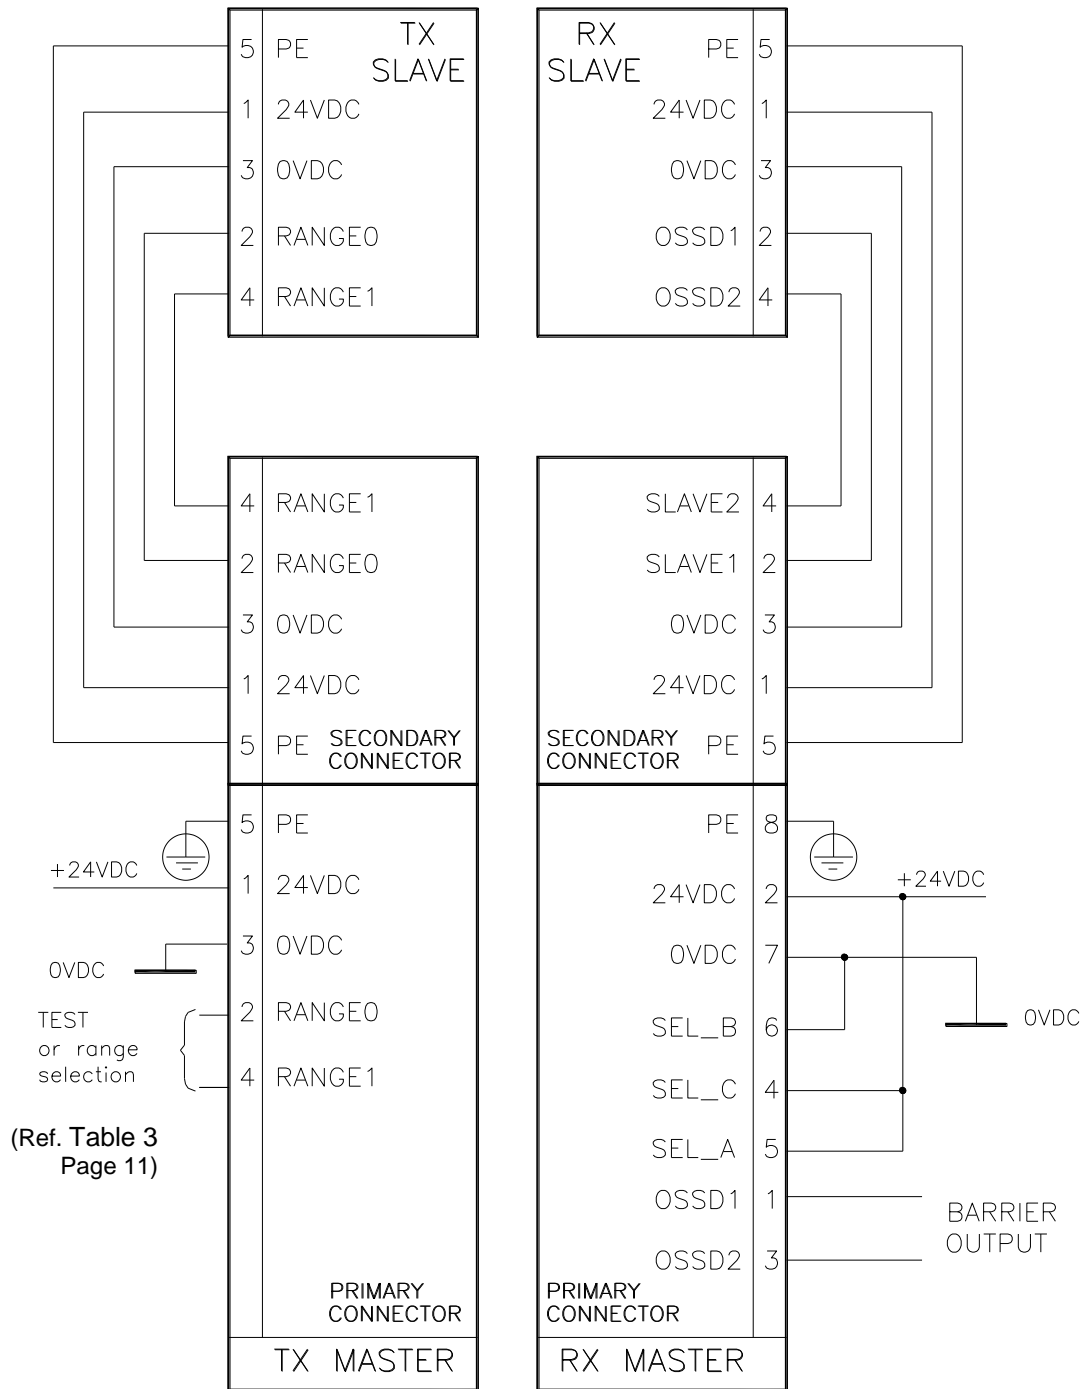 TX
SLAVE
5 PE
1 24VDC
3 0VDC
2 RANGE0
4 RANGE1
RX
SLAVE
PE 5
24VDC 1
0VDC 3
OSSD1 2
OSSD2 4
4 RANGE1
2 RANGE0
3 0VDC
1 24VDC
5 PE
SECONDARY
CONNECTOR
SLAVE2 4
SLAVE1 2
0VDC 3
24VDC 1
PE 5
SECONDARY
CONNECTOR
5 PE
+24VDC
1 24VDC
3 0VDC
0VDC
2 RANGE0
4 RANGE1
TEST
or range
selection
(Ref. Table 3
Page 11)
PRIMARY
CONNECTOR
TX MASTER
PE 8
24VDC 2
+24VDC
0VDC 7
SEL_B 6
0VDC
SEL_C 4
SEL_A 5
OSSD1 1
OSSD2 3
BARRIER
OUTPUT
PRIMARY
CONNECTOR
RX MASTER